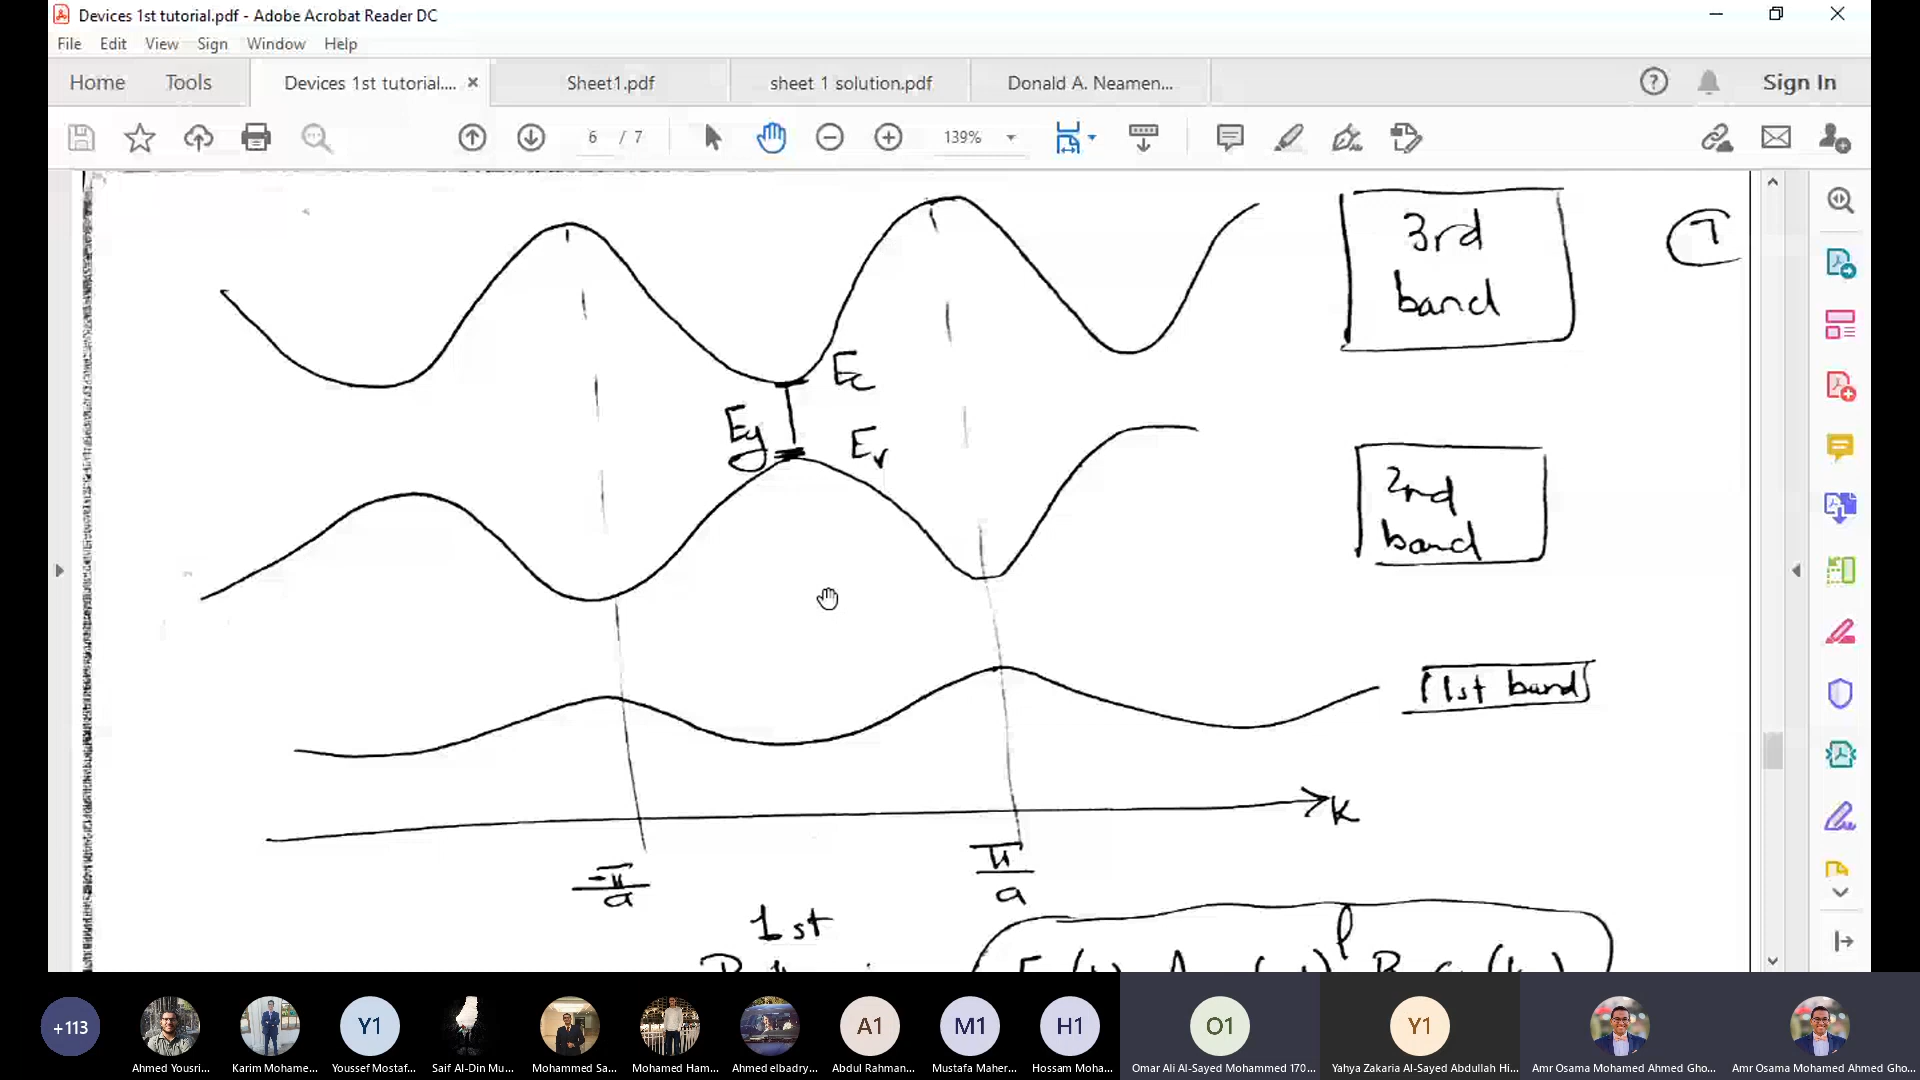 Devices 1st tutorial.pdf - Adobe Acrobat Reader DC
File Edit View Sign Window Help
Home Tools Devices 1st tutorial.... × Sheet1.pdf sheet 1 solution.pdf Donald A. Neamen... Sign In
6 / 7 139%
3rd
band
7
Ec
Eg
Ev
2nd
band
1st band
K
-π/a
π/a
1st
+113
Ahmed Yousri... Karim Mohame... Youssef Mostaf... Saif Al-Din Mu... Mohammed Sa... Mohamed Ham... Ahmed elbadry... Abdul Rahman... Mustafa Maher... Hossam Moha... Omar Ali Al-Sayed Mohammed 170... Yahya Zakaria Al-Sayed Abdullah Hi... Amr Osama Mohamed Ahmed Gho... Amr Osama Mohamed Ahmed Gho...
Y1 A1 M1 H1 O1 Y1